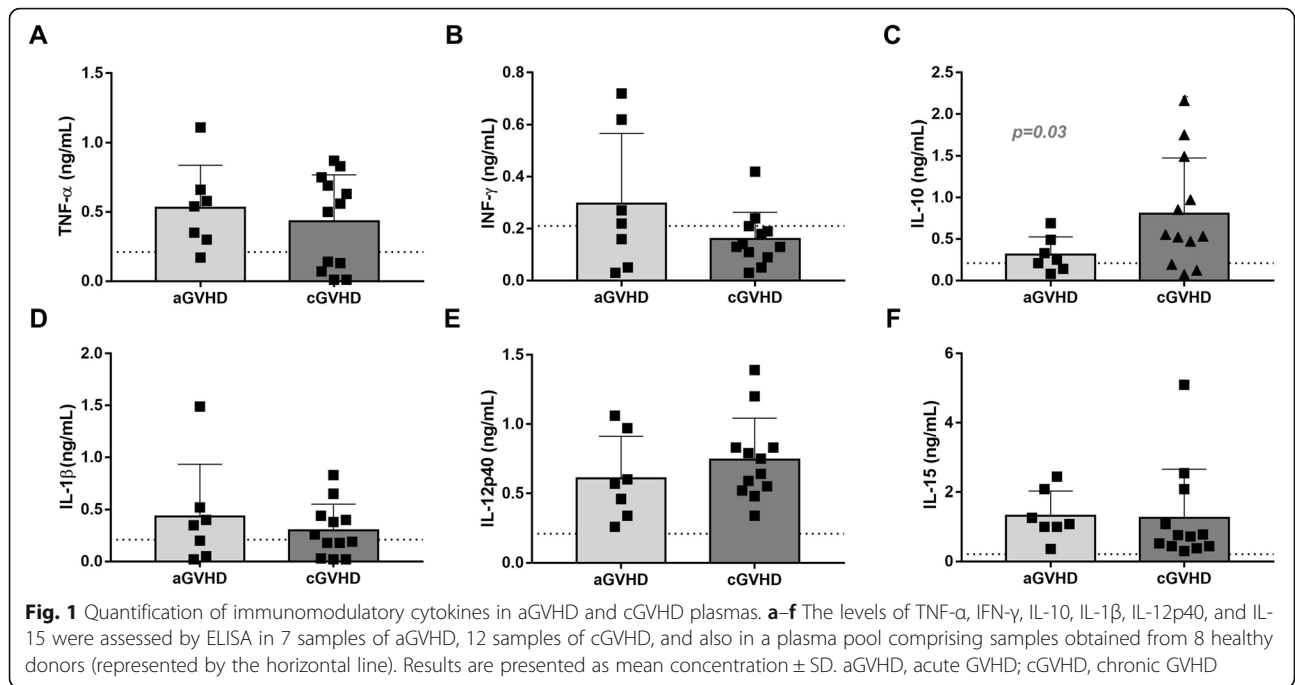 A
TNF-α (ng/mL)
1.5
1.0
0.5
0.0
aGVHD cGVHD
B
INF-γ (ng/mL)
0.8
0.6
0.4
0.2
0.0
aGVHD cGVHD
C
IL-10 (ng/mL)
2.5
2.0
1.5
1.0
0.5
0.0
p=0.03
aGVHD cGVHD
D
IL-1β(ng/mL)
2.0
1.5
1.0
0.5
0.0
aGVHD cGVHD
E
IL-12p40 (ng/mL)
1.5
1.0
0.5
0.0
aGVHD cGVHD
F
IL-15 (ng/mL)
6
4
2
0
aGVHD cGVHD
Fig. 1 Quantification of immunomodulatory cytokines in aGVHD and cGVHD plasmas. a–f The levels of TNF-α, IFN-γ, IL-10, IL-1β, IL-12p40, and IL-
15 were assessed by ELISA in 7 samples of aGVHD, 12 samples of cGVHD, and also in a plasma pool comprising samples obtained from 8 healthy
donors (represented by the horizontal line). Results are presented as mean concentration ± SD. aGVHD, acute GVHD; cGVHD, chronic GVHD